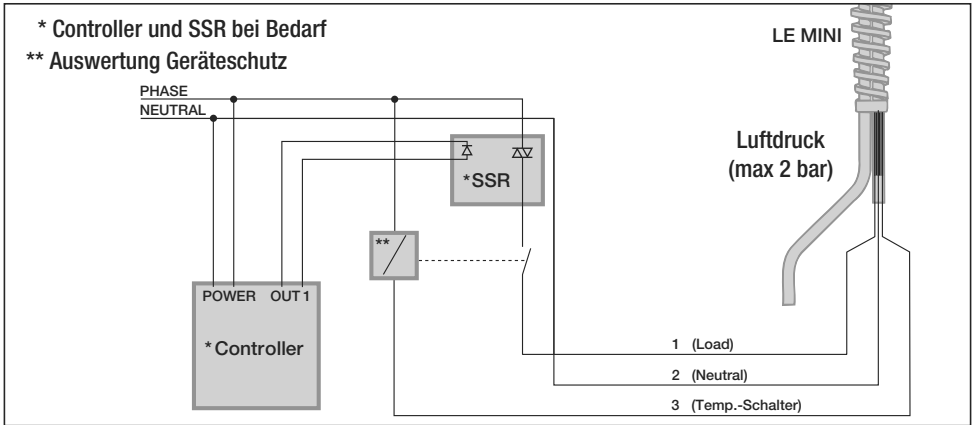 * Controller und SSR bei Bedarf
** Auswertung Geräteschutz
LE MINI
PHASE
NEUTRAL
Luftdruck
(max 2 bar)
*SSR
**
POWER OUT1
*Controller
1 (Load)
2 (Neutral)
3 (Temp.-Schalter)